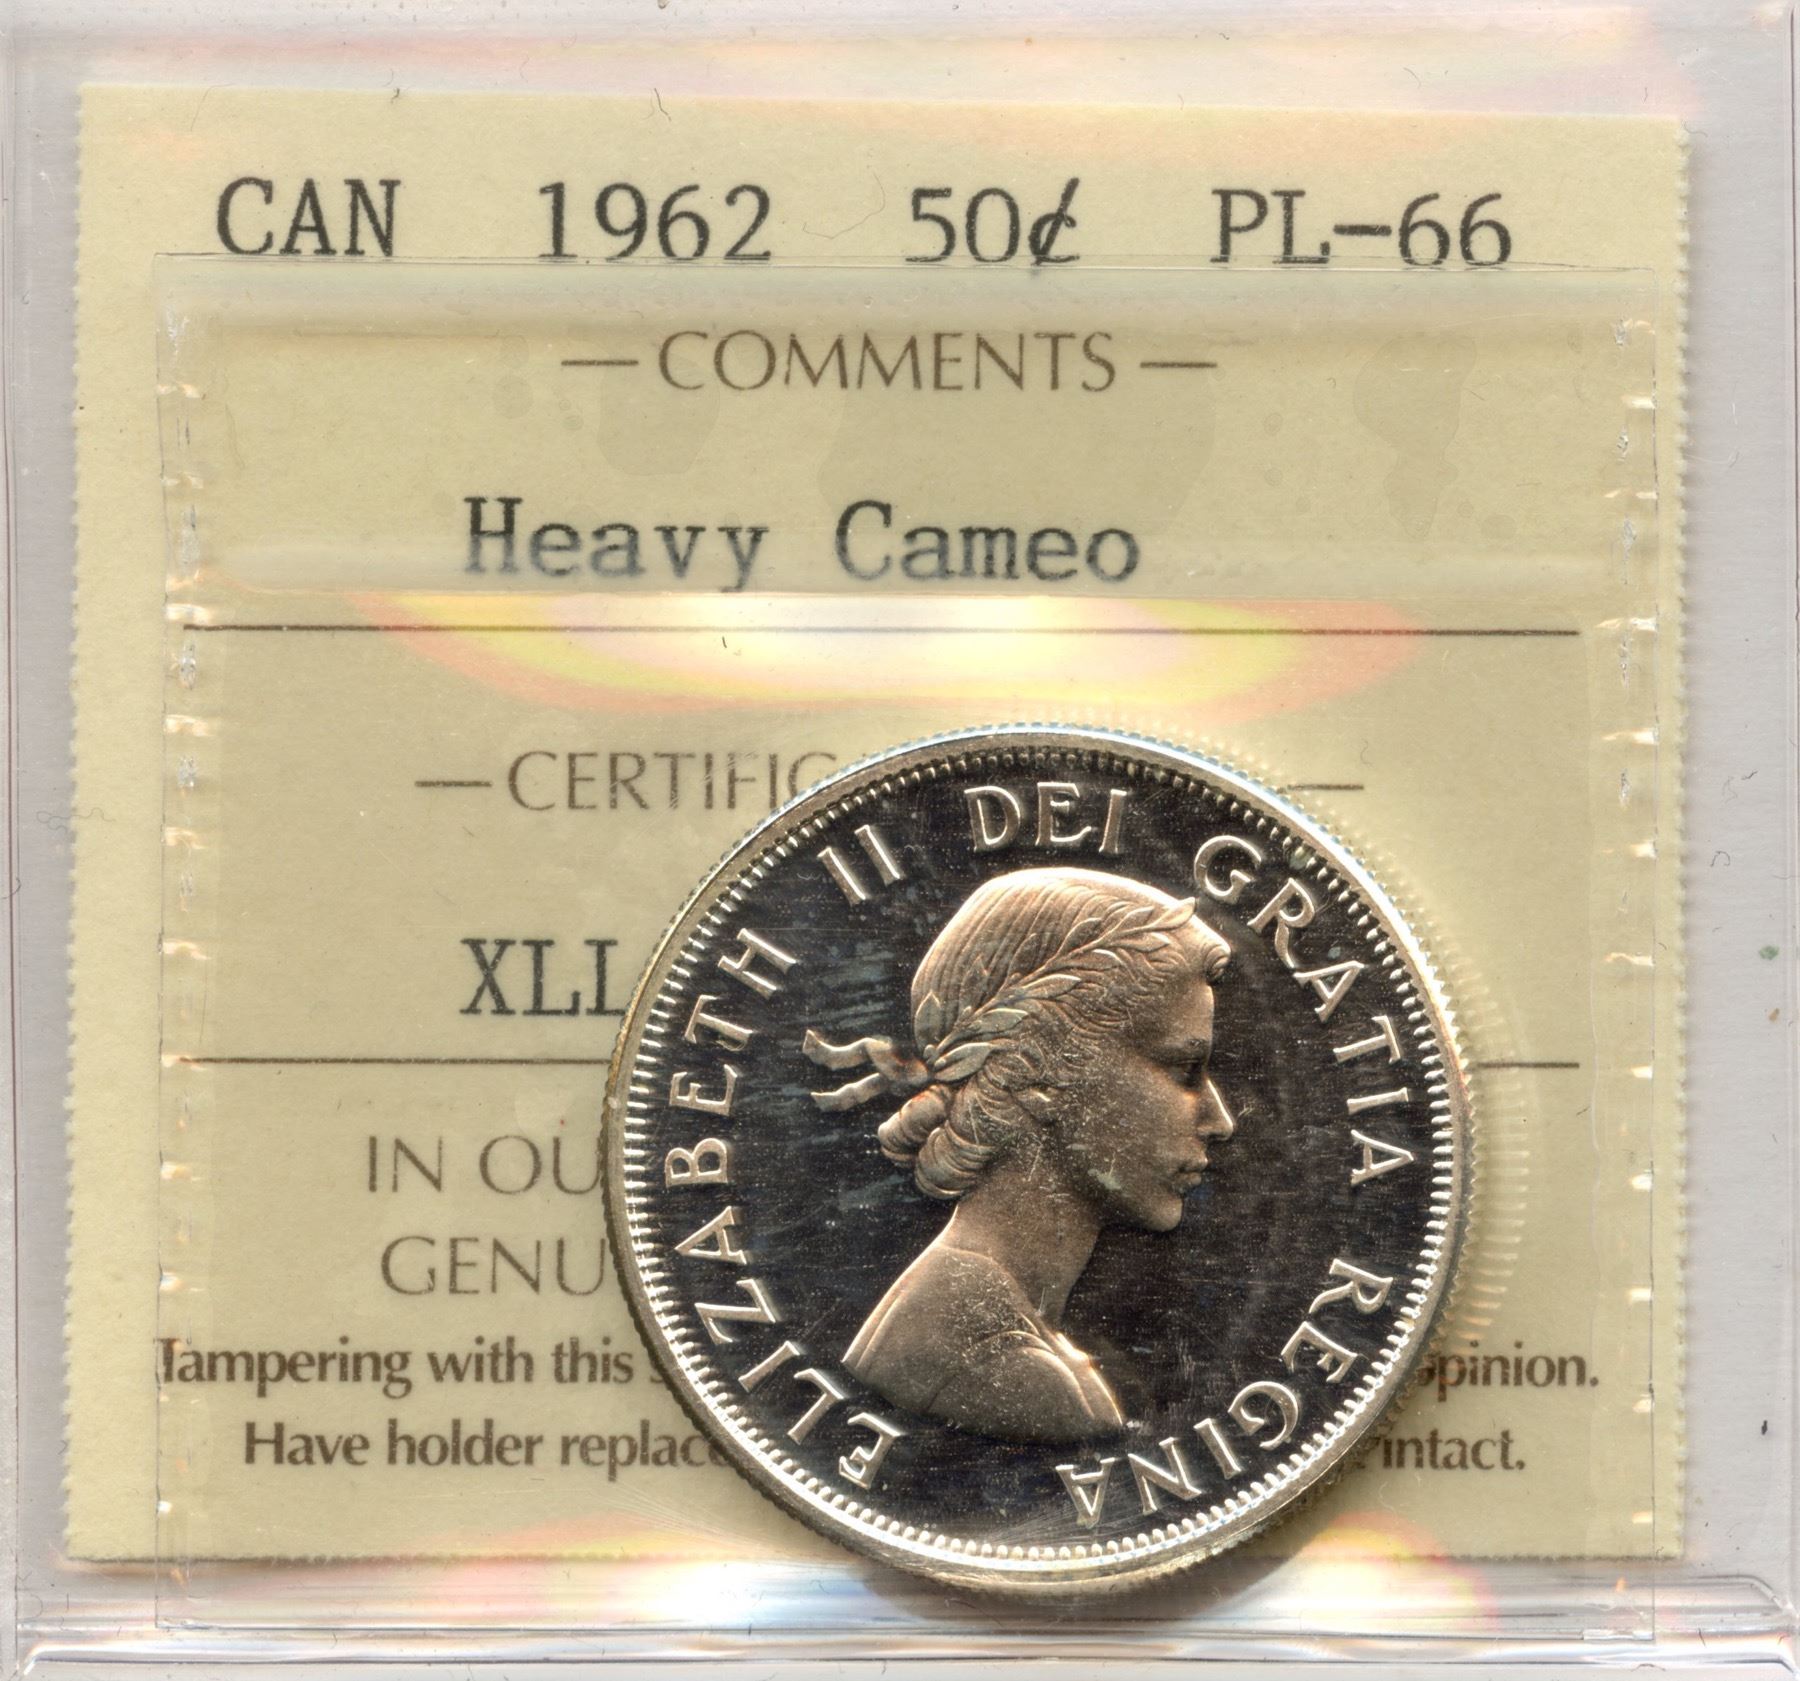 CAN 1962 50¢ PL-66
— COMMENTS —
Heavy Cameo
— CERTIFIC —
XLL
IN OU
GENU
Tampering with this opinion.
Have holder replac intact.
ELIZABETH II DEI GRATIA REGINA